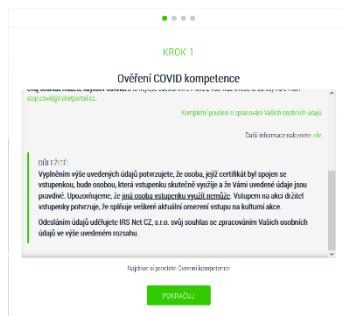 KROK 1
Ověření COVID kompetence
stop.covid@ticketportal.cz.
Kompletní poučení o zpracování Vašich osobních údajů
Další informace naleznete zde
DŮLEŽITÉ:
Vyplněním výše uvedených údajů potvrzujete, že osoba, jejíž certifikát byl spojen se
vstupenkou, bude osobou, která vstupenku skutečně využije a že Vámi uvedené údaje jsou
pravdivé. Upozorňujeme, že jiná osoba vstupenku využít nemůže. Vstupem na akci držitel
vstupenky potvrzuje, že splňuje veškeré aktuální omezení vstupu na kulturní akce.
Odesláním údajů udělujete IRS Net CZ, s.r.o. svůj souhlas se zpracováním Vašich osobních
údajů ve výše uvedeném rozsahu.
Najdrive si prestete Overeni kompetence
POKRAČUJ